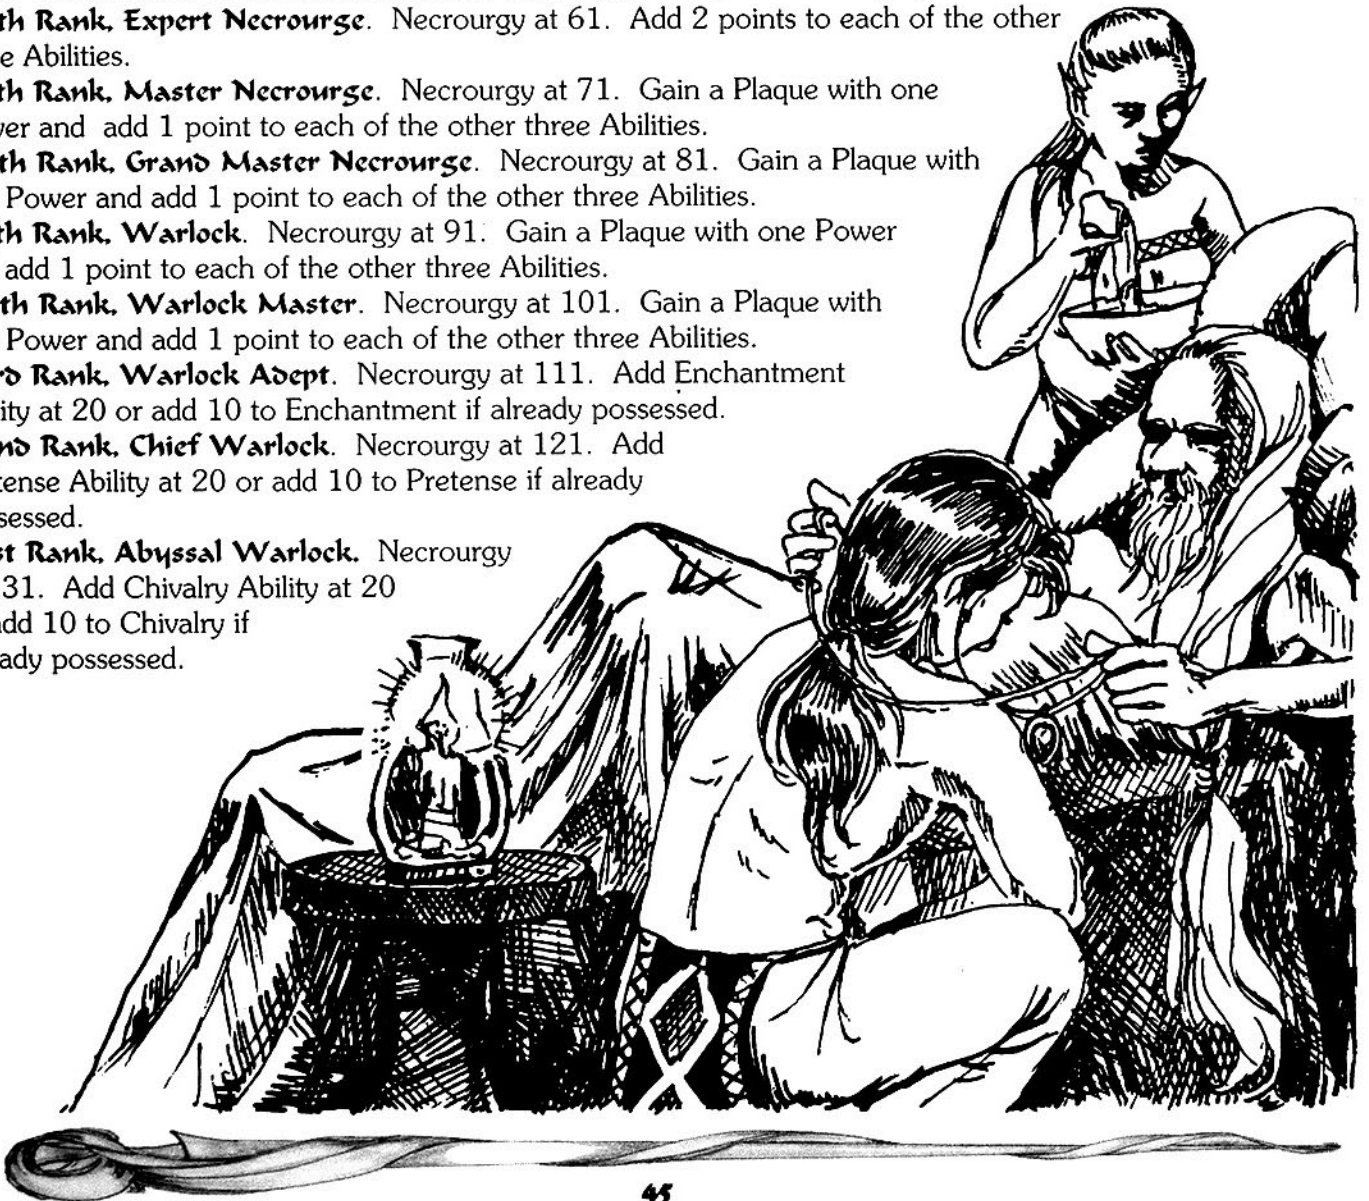 th Rank, Expert Necrourge. Necrourgy at 61. Add 2 points to each of the other
e Abilities.
th Rank, Master Necrourge. Necrourgy at 71. Gain a Plaque with one
ver and add 1 point to each of the other three Abilities.
th Rank, Grand Master Necrourge. Necrourgy at 81. Gain a Plaque with
Power and add 1 point to each of the other three Abilities.
th Rank, Warlock. Necrourgy at 91. Gain a Plaque with one Power
add 1 point to each of the other three Abilities.
th Rank, Warlock Master. Necrourgy at 101. Gain a Plaque with
Power and add 1 point to each of the other three Abilities.
rd Rank, Warlock Adept. Necrourgy at 111. Add Enchantment
ity at 20 or add 10 to Enchantment if already possessed.
nd Rank, Chief Warlock. Necrourgy at 121. Add
tense Ability at 20 or add 10 to Pretense if already
sessed.
st Rank, Abyssal Warlock. Necrourgy
31. Add Chivalry Ability at 20
add 10 to Chivalry if
ady possessed.
45